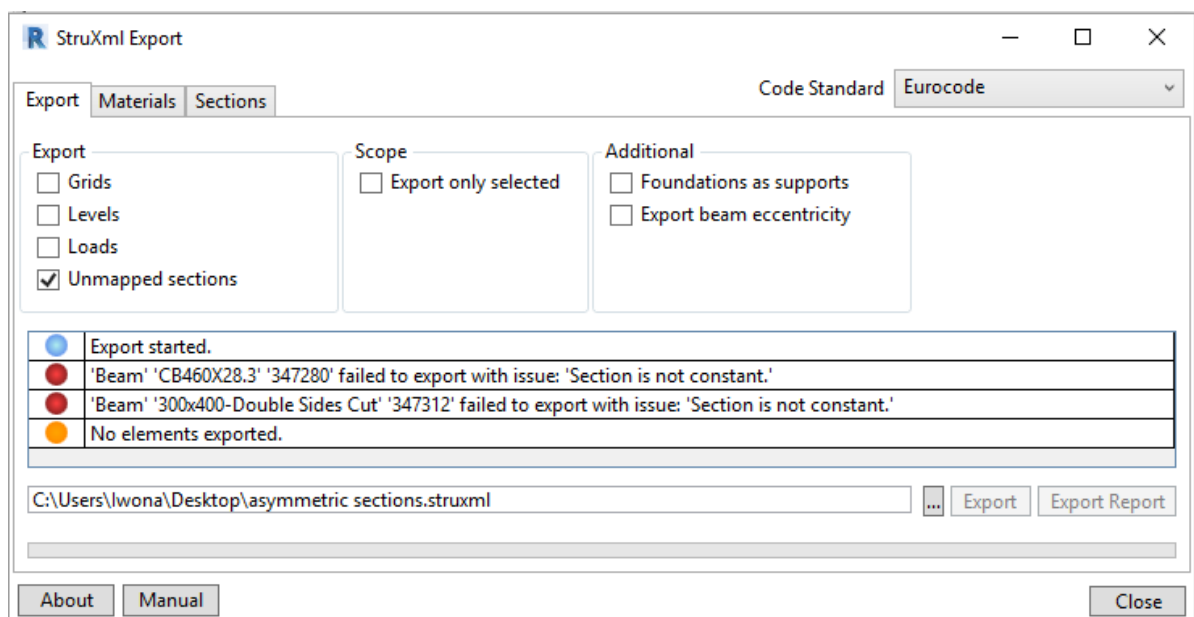 StruXml Export
Code Standard Eurocode
Export Materials Sections
Export Scope Additional
Grids Export only selected Foundations as supports
Levels Export beam eccentricity
Loads
Unmapped sections
Export started.
'Beam' 'CB460X28.3' '347280' failed to export with issue: 'Section is not constant.'
'Beam' '300x400-Double Sides Cut' '347312' failed to export with issue: 'Section is not constant.'
No elements exported.
C:\Users\Iwona\Desktop\asymmetric sections.struxml ... Export Export Report
About Manual Close